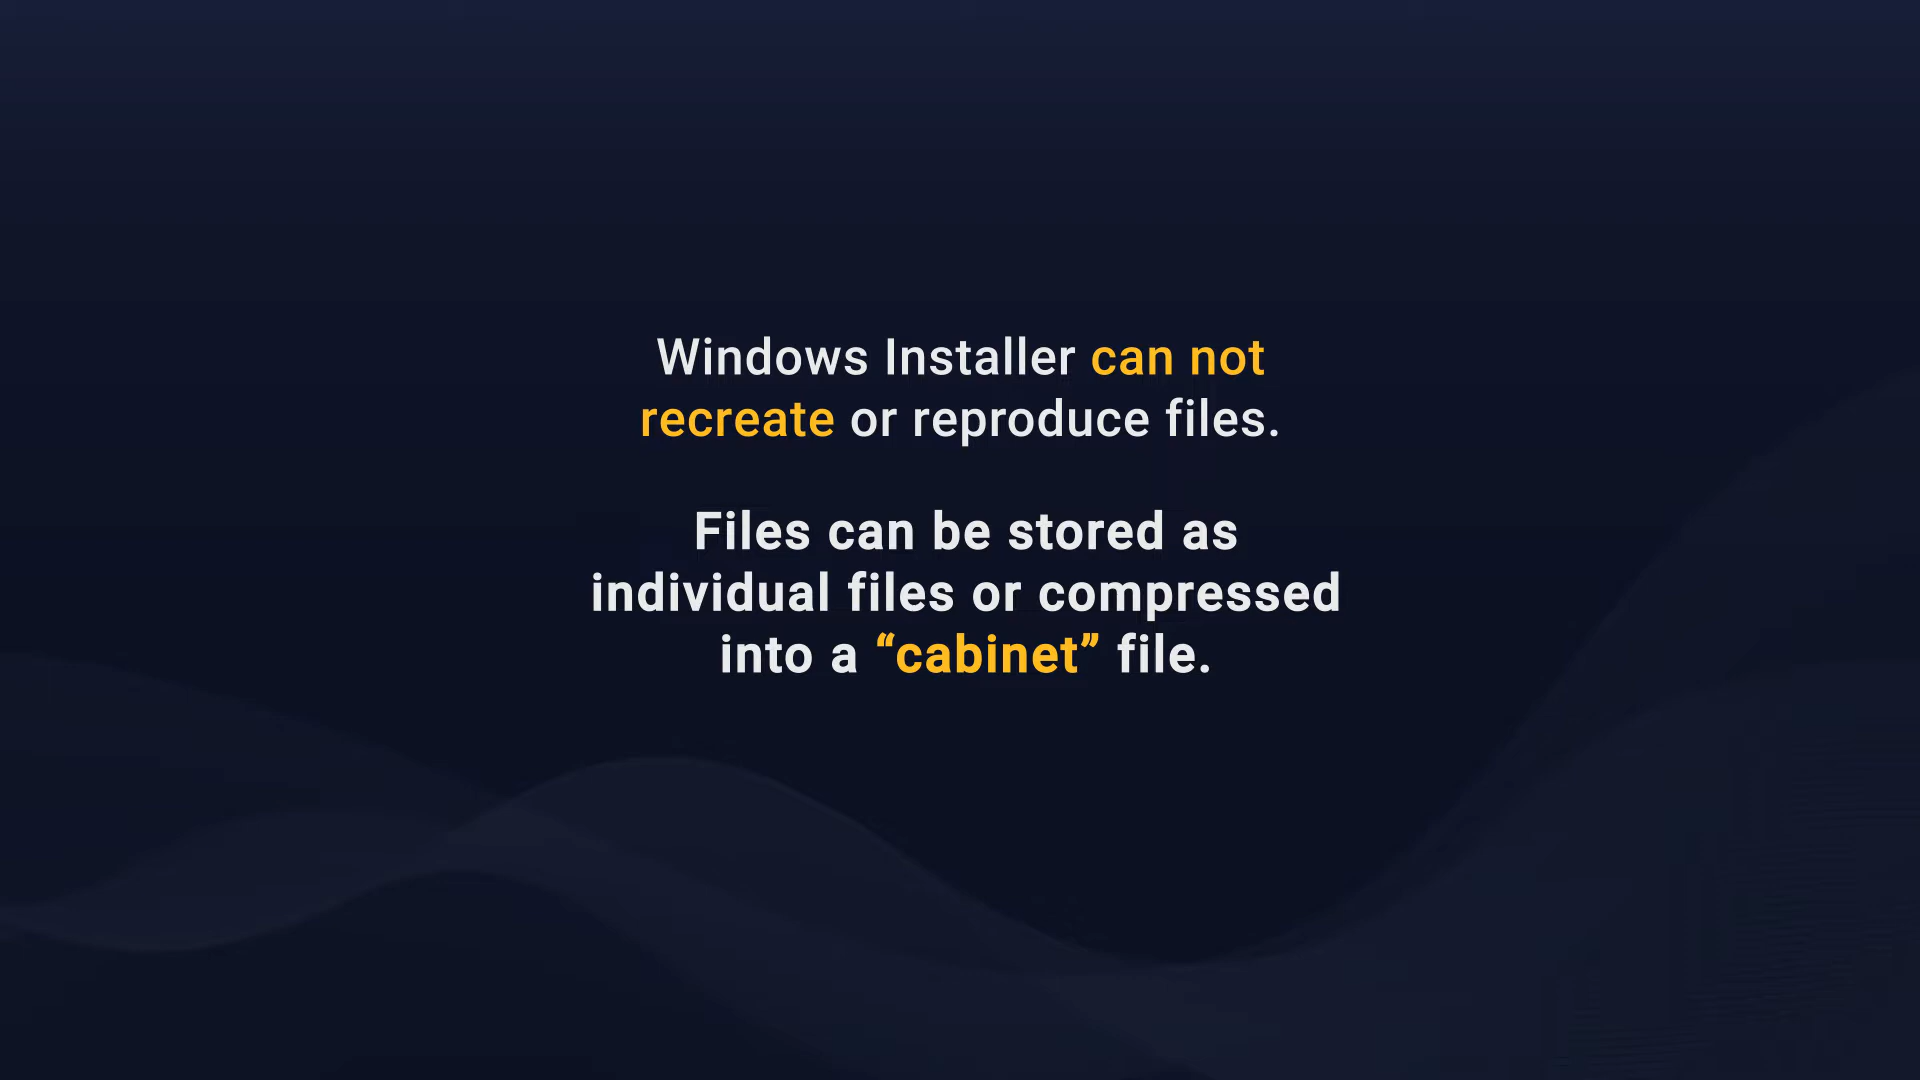 Windows Installer can not
recreate or reproduce files.
Files can be stored as
individual files or compressed
into a “cabinet” file.